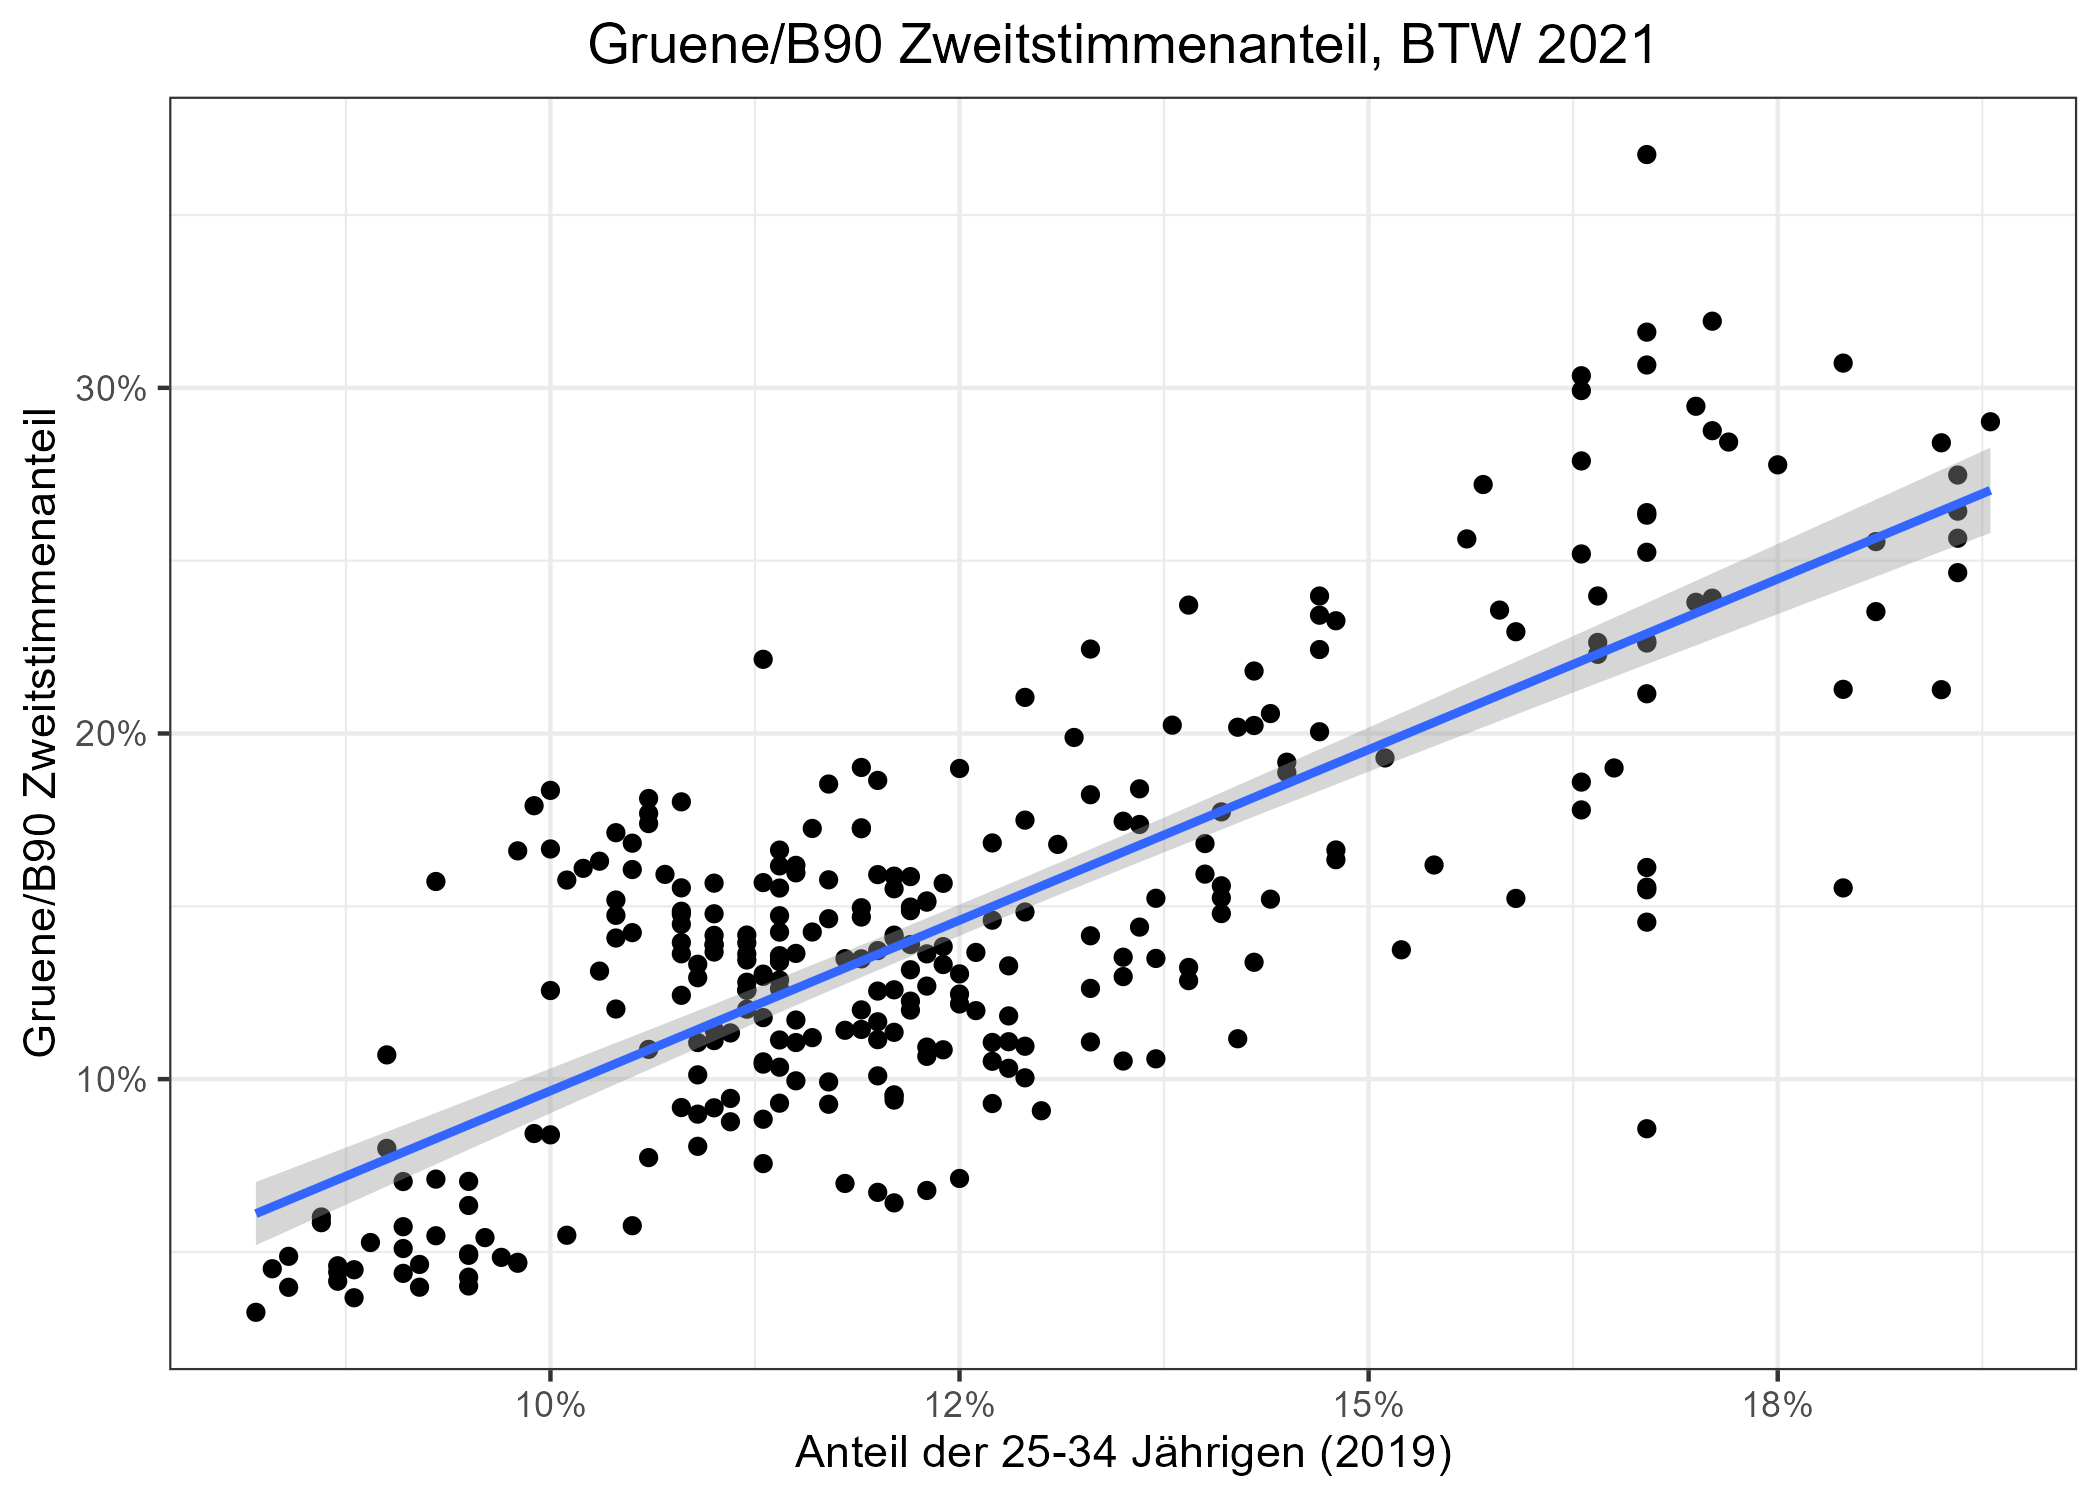 Gruene/B90 Zweitstimmenanteil, BTW 2021
Gruene/B90 Zweitstimmenanteil
30%
20%
10%
10%
12%
15%
18%
Anteil der 25-34 Jährigen (2019)